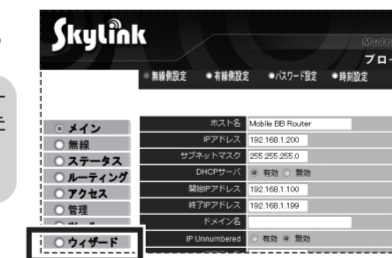 Skylink
無線側設定 有線側設定 パスワード設定 時刻設定
メイン
無線
ステータス
ルーティング
アクセス
管理
ウィザード
ホスト名 Mobile BB Router
IPアドレス 192.168.1.200
サブネットマスク 255.255.255.0
DHCPサーバ 有効 無効
開始IPアドレス 192.168.1.100
終了IPアドレス 192.168.1.199
ドメイン名
IP Unnumbered 有効 無効